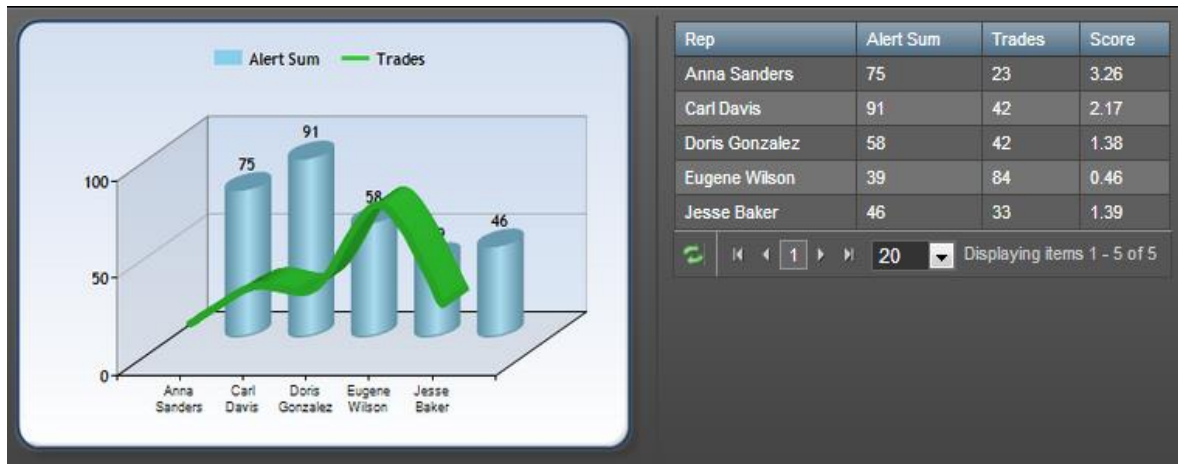 Alert Sum Trades
91
75
100
58
46
50
0
Anna Sanders
Carl Davis
Doris Gonzalez
Eugene Wilson
Jesse Baker
Rep Alert Sum Trades Score
Anna Sanders 75 23 3.26
Carl Davis 91 42 2.17
Doris Gonzalez 58 42 1.38
Eugene Wilson 39 84 0.46
Jesse Baker 46 33 1.39
1 20 Displaying items 1 - 5 of 5